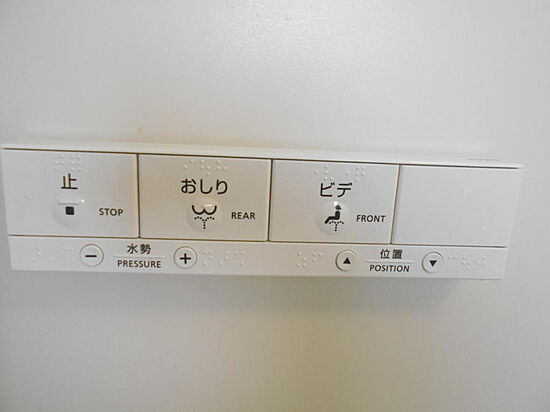 止
STOP
おしり
REAR
ビデ
FRONT
水勢
PRESSURE
位置
POSITION